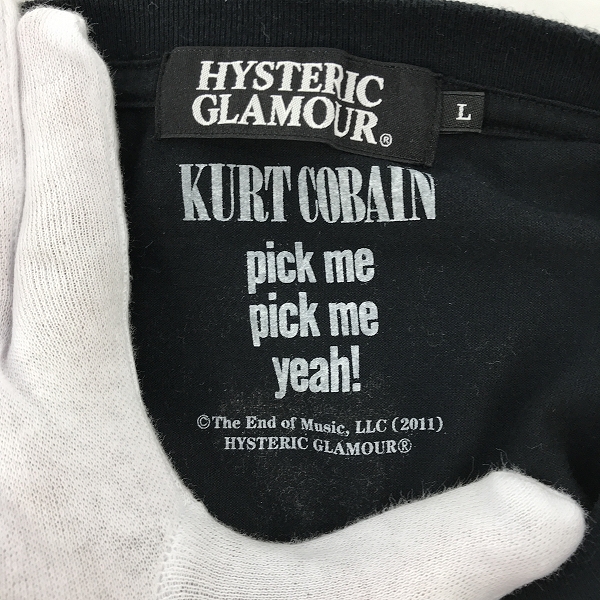 HYSTERIC
GLAMOUR®
L
KURT COBAIN
pick me
pick me
yeah!
©The End of Music, LLC (2011)
HYSTERIC GLAMOUR®